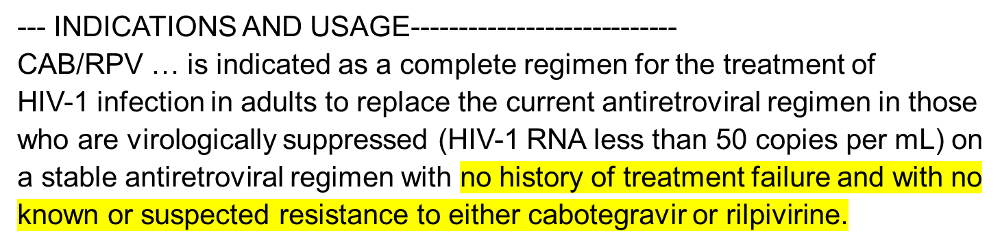 --- INDICATIONS AND USAGE----------------------------
CAB/RPV … is indicated as a complete regimen for the treatment of
HIV-1 infection in adults to replace the current antiretroviral regimen in those
who are virologically suppressed (HIV-1 RNA less than 50 copies per mL) on
a stable antiretroviral regimen with no history of treatment failure and with no
known or suspected resistance to either cabotegravir or rilpivirine.